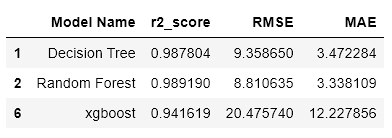 Model Name r2_score RMSE MAE
1 Decision Tree 0.987804 9.358650 3.472284
2 Random Forest 0.989190 8.810635 3.338109
6 xgboost 0.941619 20.475740 12.227856